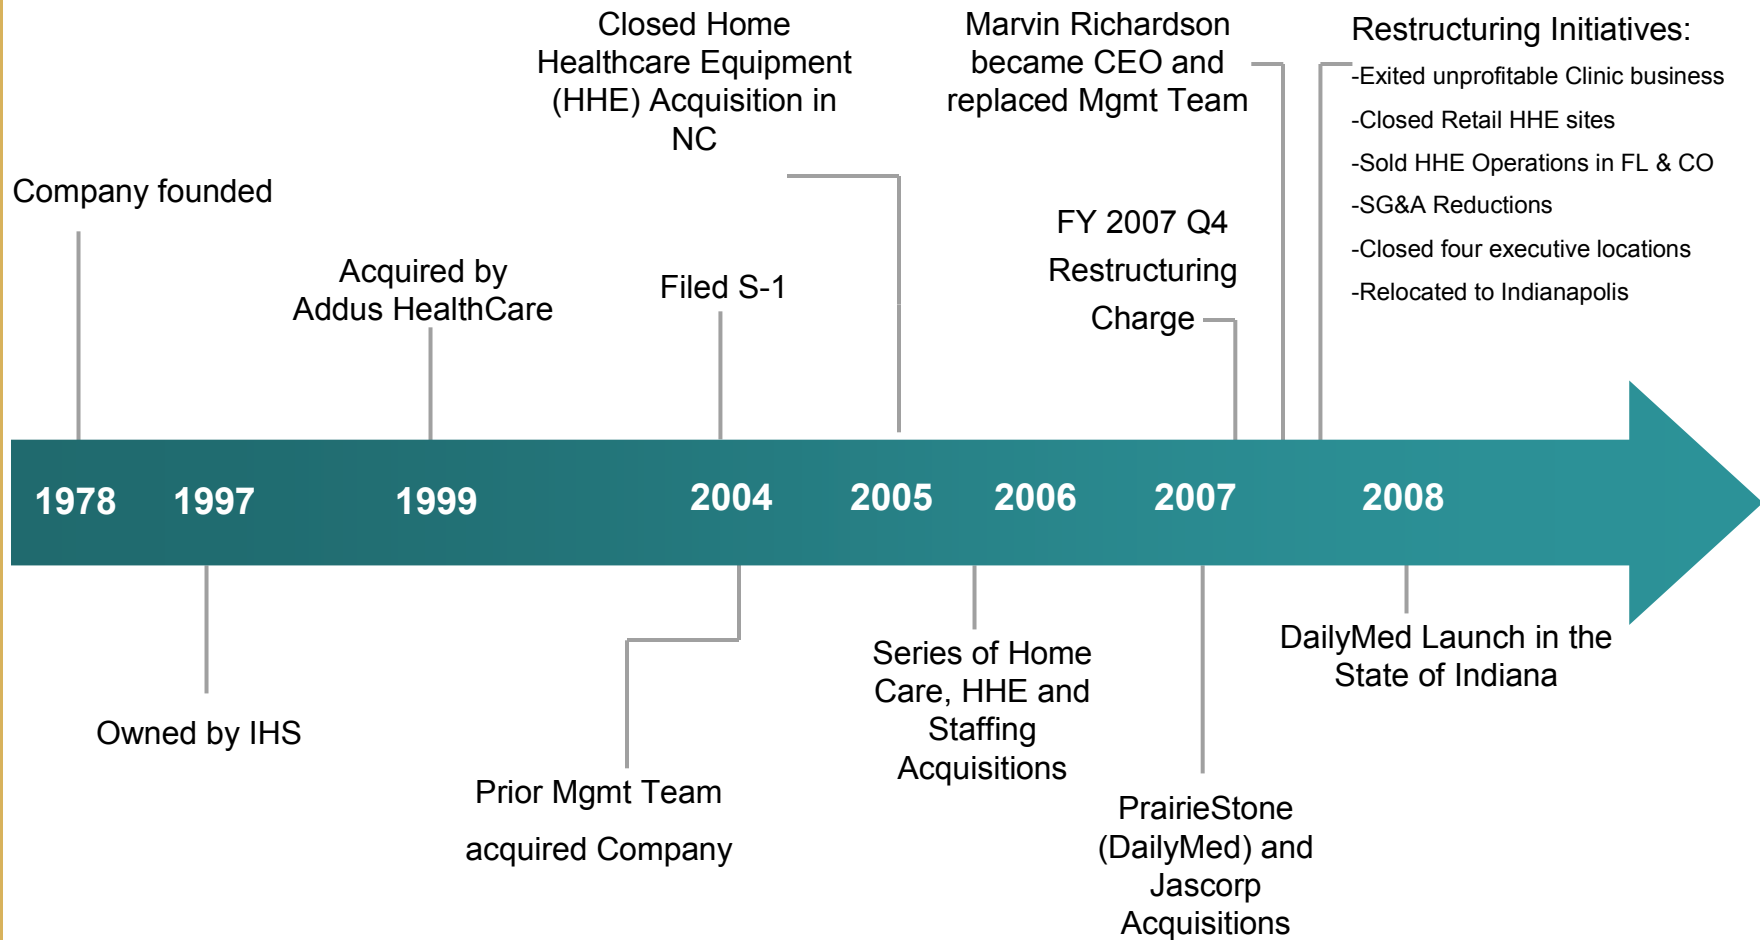 Closed Home
Healthcare Equipment
(HHE) Acquisition in
NC
Marvin Richardson
became CEO and
replaced Mgmt Team
Restructuring Initiatives:
-Exited unprofitable Clinic business
-Closed Retail HHE sites
-Sold HHE Operations in FL & CO
-SG&A Reductions
-Closed four executive locations
-Relocated to Indianapolis
Company founded
Acquired by
Addus HealthCare
Filed S-1
FY 2007 Q4
Restructuring
Charge
1978
1997
1999
2004
2005
2006
2007
2008
Owned by IHS
Prior Mgmt Team
acquired Company
Series of Home
Care, HHE and
Staffing
Acquisitions
PrairieStone
(DailyMed) and
Jascorp
Acquisitions
DailyMed Launch in the
State of Indiana